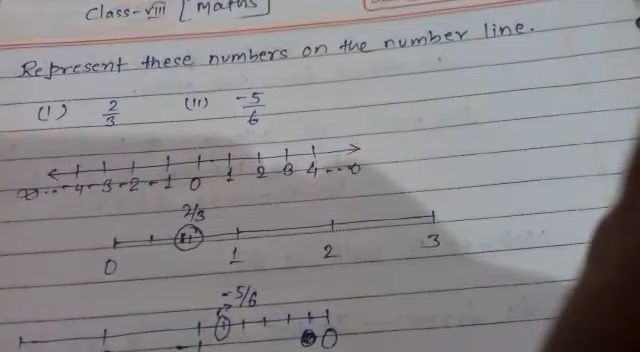 Class-VIII [Maths]
Represent these numbers on the number line.
(I) 2/3 (II) -5/6
∞... -4 -3 -2 -1 0 1 2 3 4 ... ∞
2/3
0 1 2 3
-5/6
0